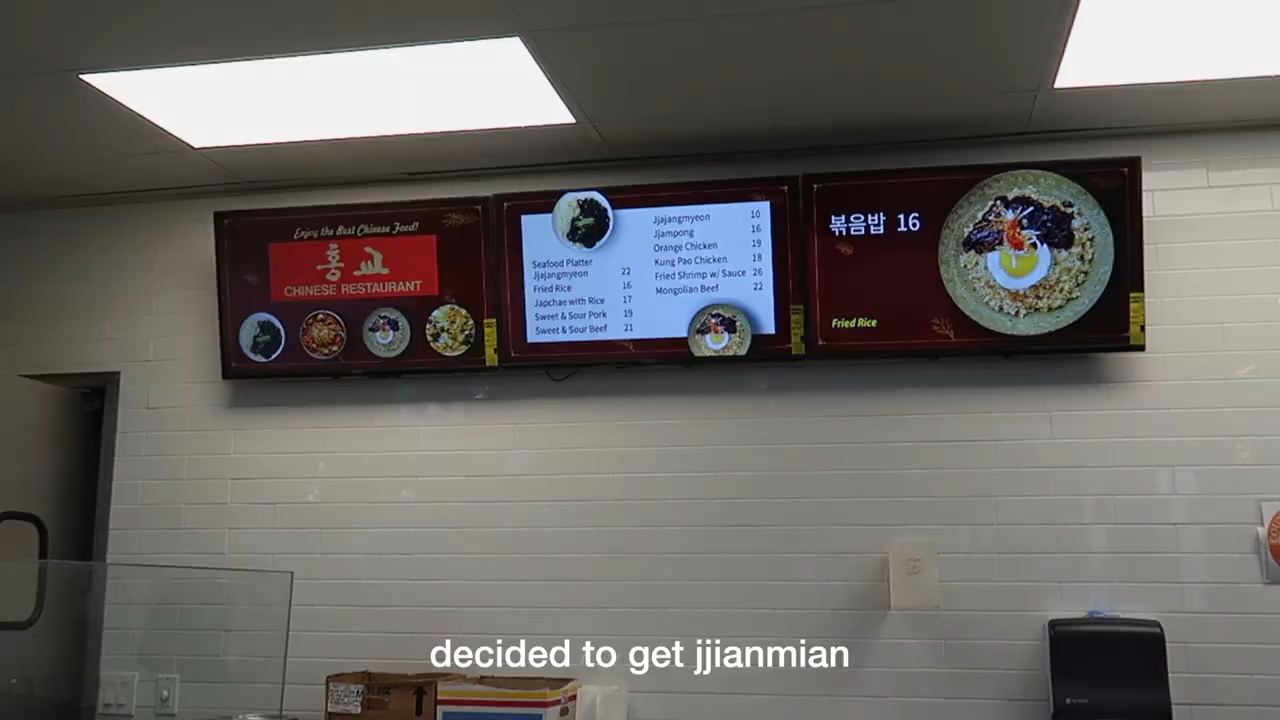 Enjoy the Best Chinese Food!
홍교
CHINESE RESTAURANT
Seafood Platter
Jjajangmyeon 22
Fried Rice 16
Japchae with Rice 17
Sweet & Sour Pork 19
Sweet & Sour Beef 21
Jjajangmyeon 10
Jjampong 16
Orange Chicken 19
Kung Pao Chicken 18
Fried Shrimp w/ Sauce 26
Mongolian Beef 22
볶음밥 16
Fried Rice
decided to get jjianmian